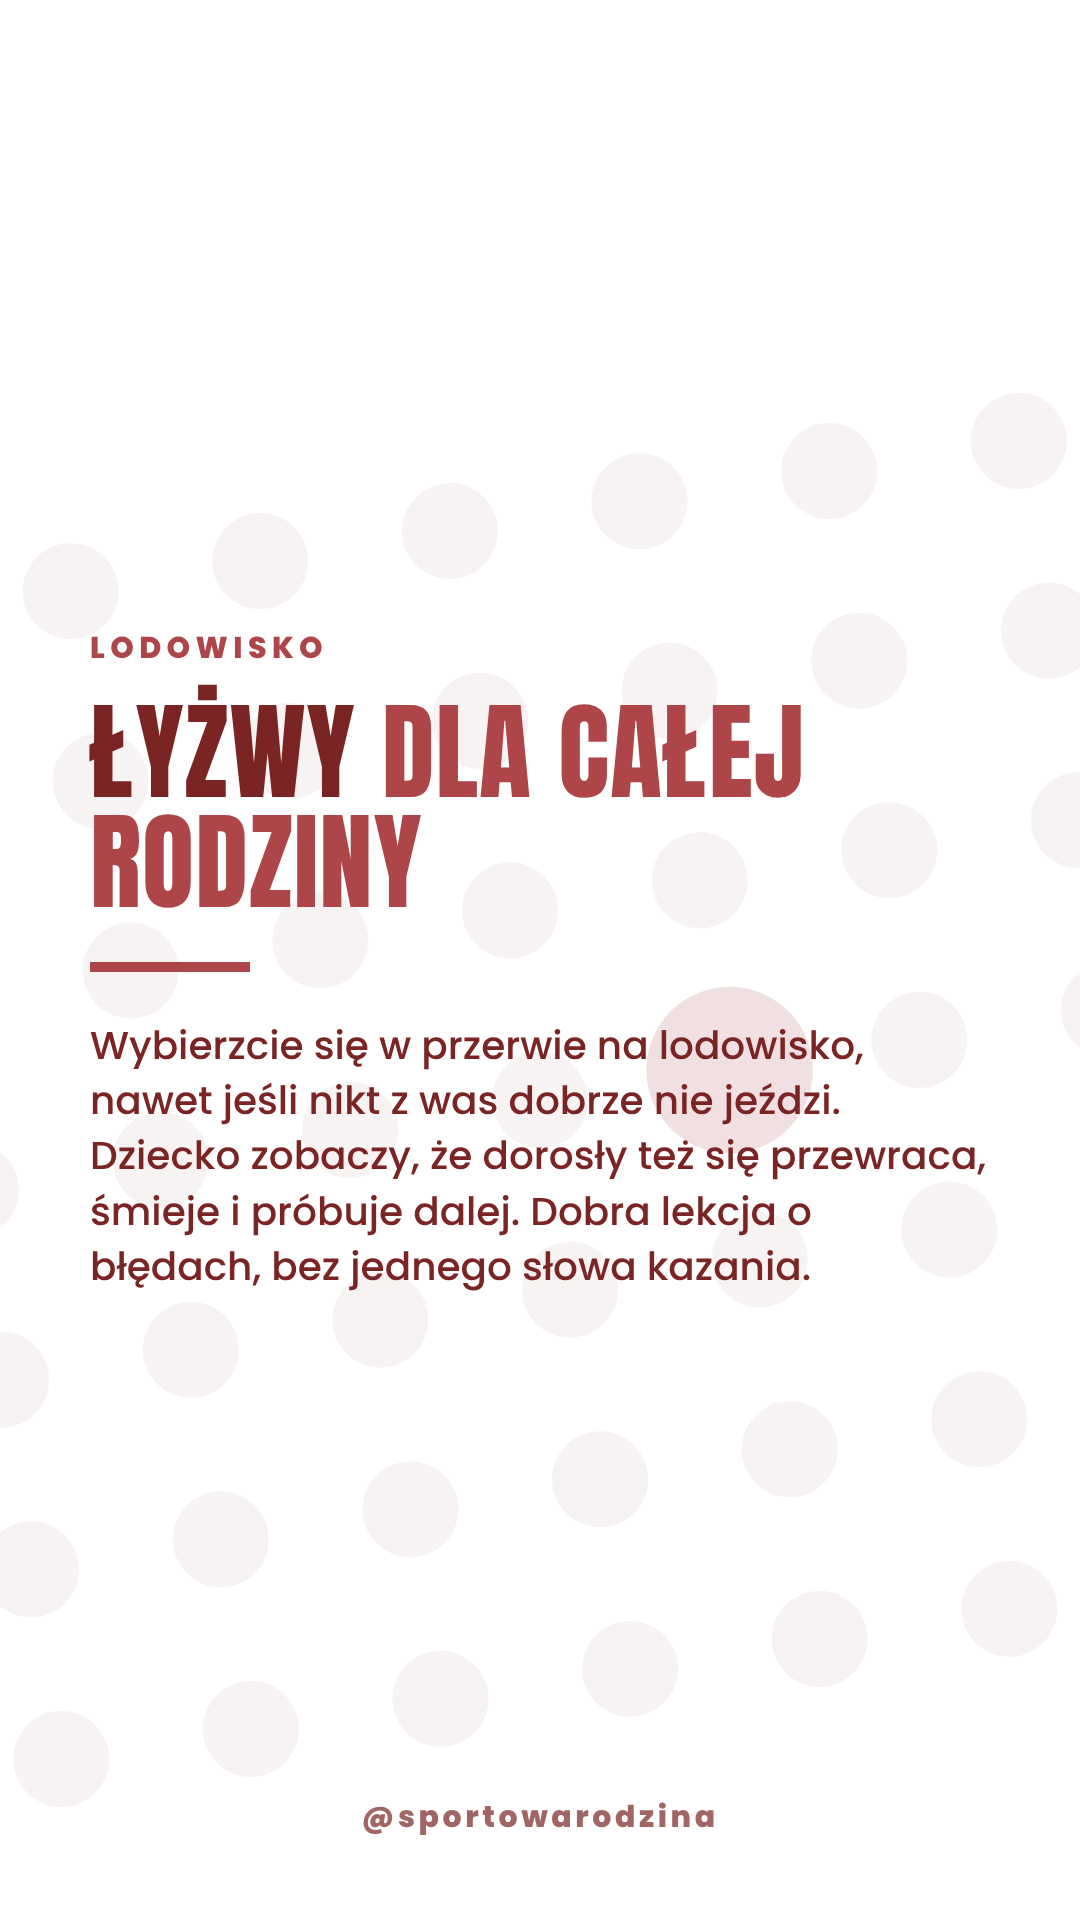 LODOWISKO
ŁYŻWY DLA CAŁEJ
RODZINY
Wybierzcie się w przerwie na lodowisko,
nawet jeśli nikt z was dobrze nie jeździ.
Dziecko zobaczy, że dorosły też się przewraca,
śmieje i próbuje dalej. Dobra lekcja o
błędach, bez jednego słowa kazania.
@sportowarodzina